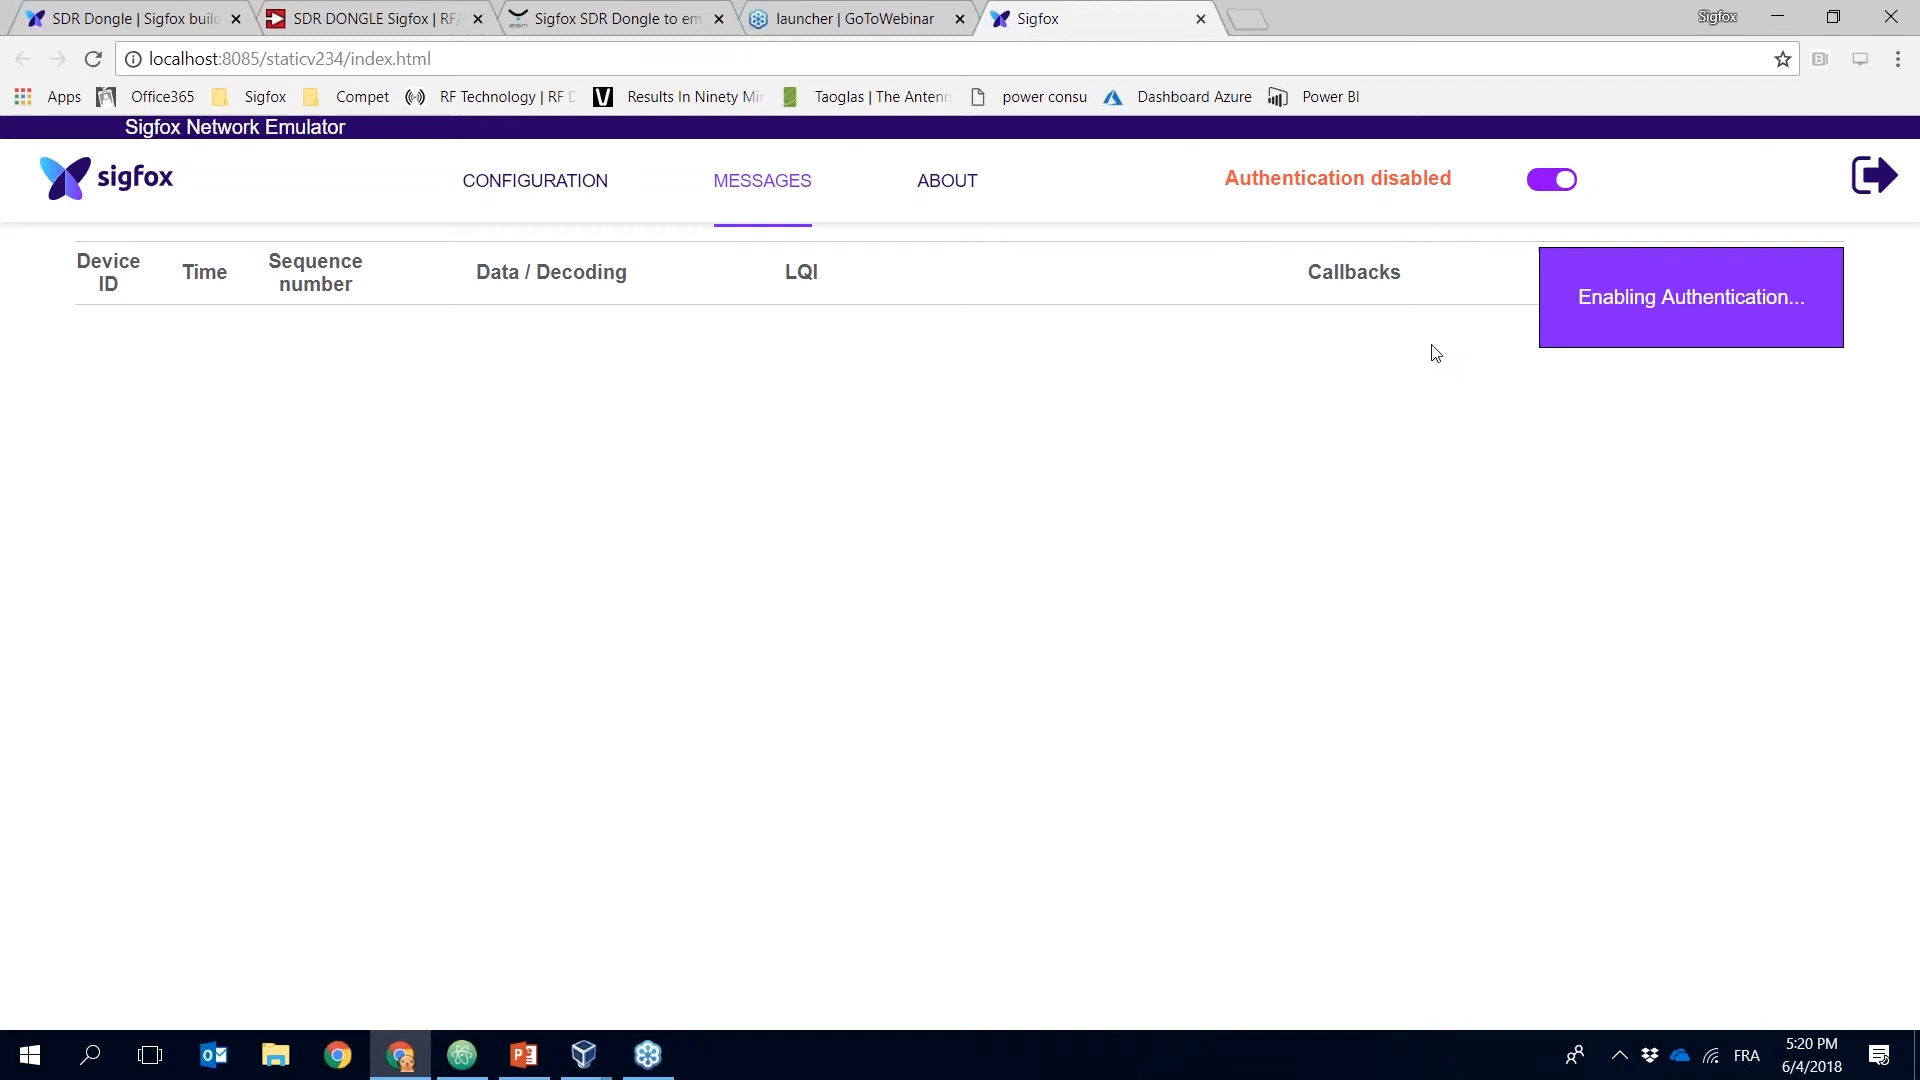 SDR Dongle | Sigfox build
SDR DONGLE Sigfox | RF/
Sigfox SDR Dongle to em
launcher | GoToWebinar
Sigfox
Sigfox
localhost:8085/staticv234/index.html
Apps
Office365
Sigfox
Compet
RF Technology | RF D
Results In Ninety Min
Taoglas | The Antenn
power consu
Dashboard Azure
Power BI
Sigfox Network Emulator
sigfox
CONFIGURATION
MESSAGES
ABOUT
Authentication disabled
Device
ID
Time
Sequence
number
Data / Decoding
LQI
Callbacks
Enabling Authentication...
FRA
5:20 PM
6/4/2018